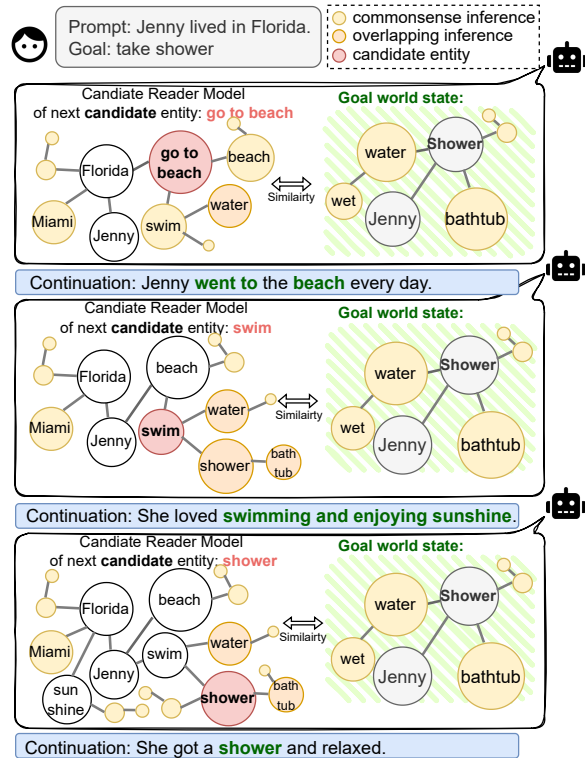 Prompt: Jenny lived in Florida.
Goal: take shower
commonsense inference
overlapping inference
candidate entity
Candiate Reader Model
of next candidate entity: go to beach
Goal world state:
Florida
go to
beach
beach
Miami
Jenny
swim
water
Similairty
water
Shower
wet
Jenny
bathtub
Continuation: Jenny went to the beach every day.
Candiate Reader Model
of next candidate entity: swim
Goal world state:
Florida
beach
Miami
Jenny
swim
water
shower
bath
tub
Similairty
water
Shower
wet
Jenny
bathtub
Continuation: She loved swimming and enjoying sunshine.
Candiate Reader Model
of next candidate entity: shower
Goal world state:
Florida
beach
Miami
Jenny
swim
water
sun
shine
shower
bath
tub
Similairty
water
Shower
wet
Jenny
bathtub
Continuation: She got a shower and relaxed.